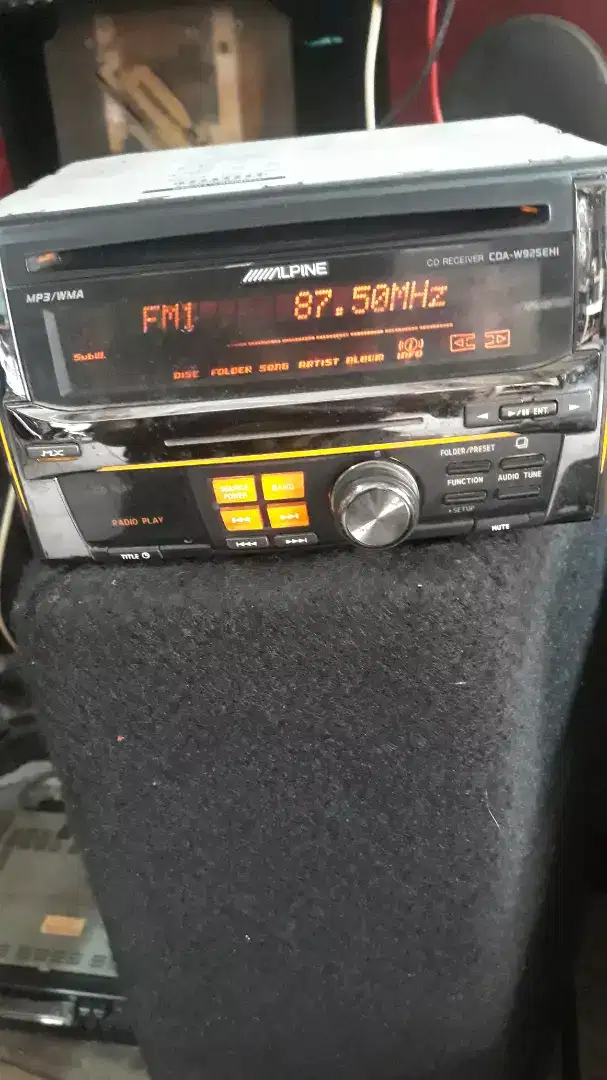 ALPINE
CD RECEIVER CDA-W925EHI
MP3/WMA
FM1 87.50MHz
SubW.
DISC FOLDER SONG ARTIST ALBUM INFO
MX
▶/▮▮ ENT.
FOLDER/PRESET
FUNCTION
AUDIO TUNE
SETUP
SOURCE POWER
BAND
RADIO PLAY
TITLE
MUTE